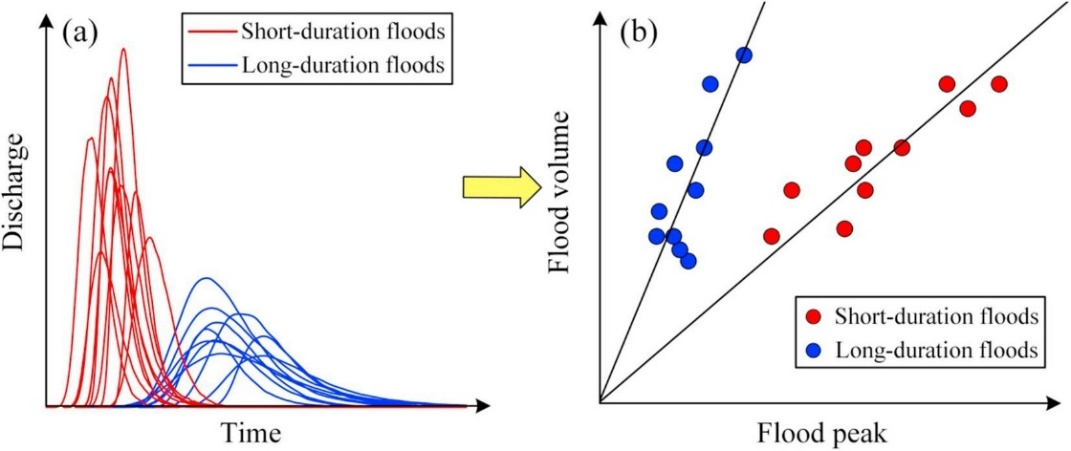 (a)
Short-duration floods
Long-duration floods
Discharge
Time
(b)
Flood volume
Short-duration floods
Long-duration floods
Flood peak